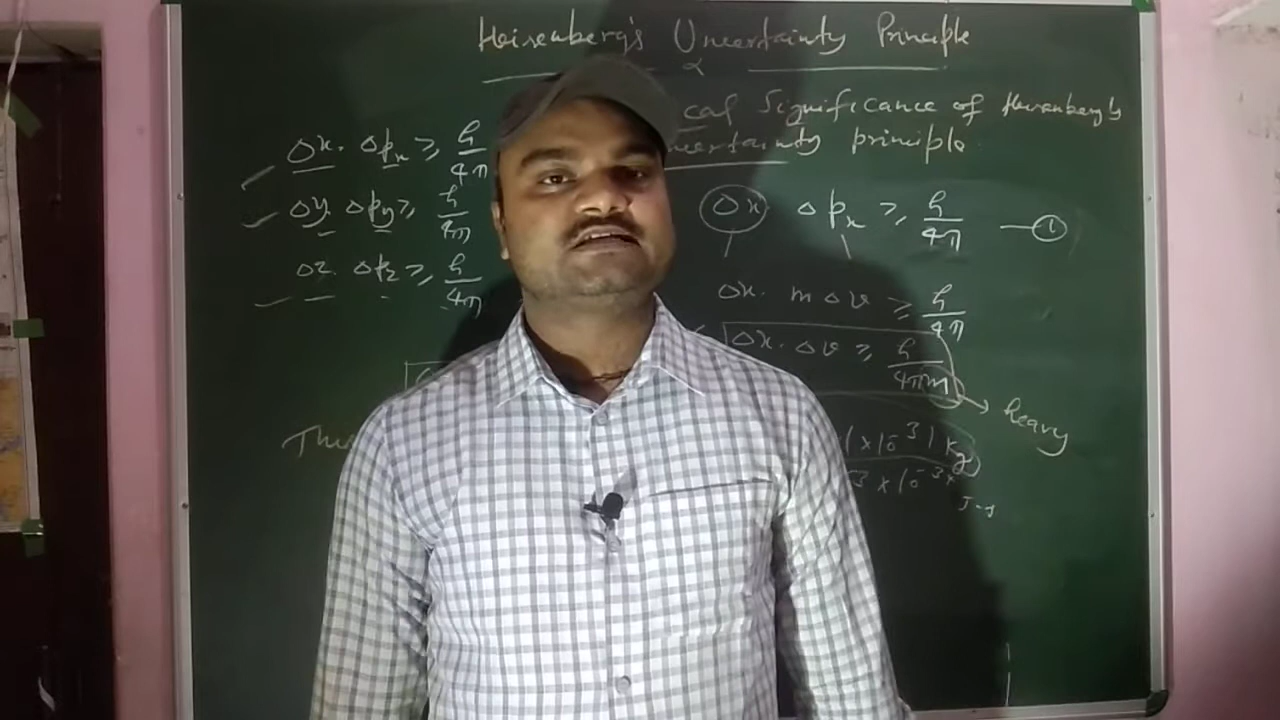 Heisenberg's Uncertainty Principle
cal Significance of Heisenberg's
uncertainty principle
Δx. Δpx ≥ h/4π
Δy. Δpy ≥ h/4π
Δz. Δpz ≥ h/4π
Δx Δpx ≥ h/4π —①
Δx. mΔv ≥ h/4π
Δx. Δv ≥ h/4πm
heavy
1×10⁻³¹ kg
3×10⁻³⁴
J-s